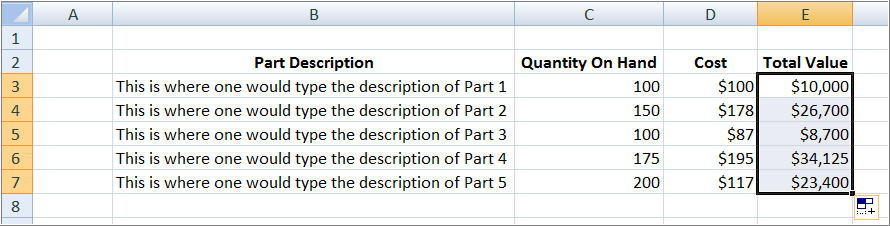 A B C D E
1
2 Part Description Quantity On Hand Cost Total Value
3 This is where one would type the description of Part 1 100 $100 $10,000
4 This is where one would type the description of Part 2 150 $178 $26,700
5 This is where one would type the description of Part 3 100 $87 $8,700
6 This is where one would type the description of Part 4 175 $195 $34,125
7 This is where one would type the description of Part 5 200 $117 $23,400
8